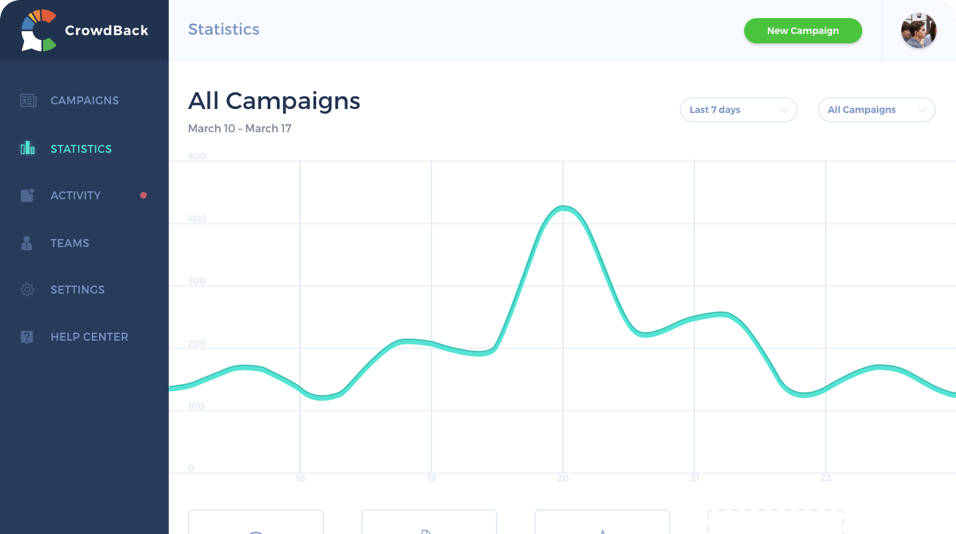 CrowdBack
Statistics
New Campaign
CAMPAIGNS
STATISTICS
ACTIVITY
TEAMS
SETTINGS
HELP CENTER
All Campaigns
March 10 – March 17
Last 7 days
All Campaigns
500
400
300
200
100
0
18
19
20
21
22